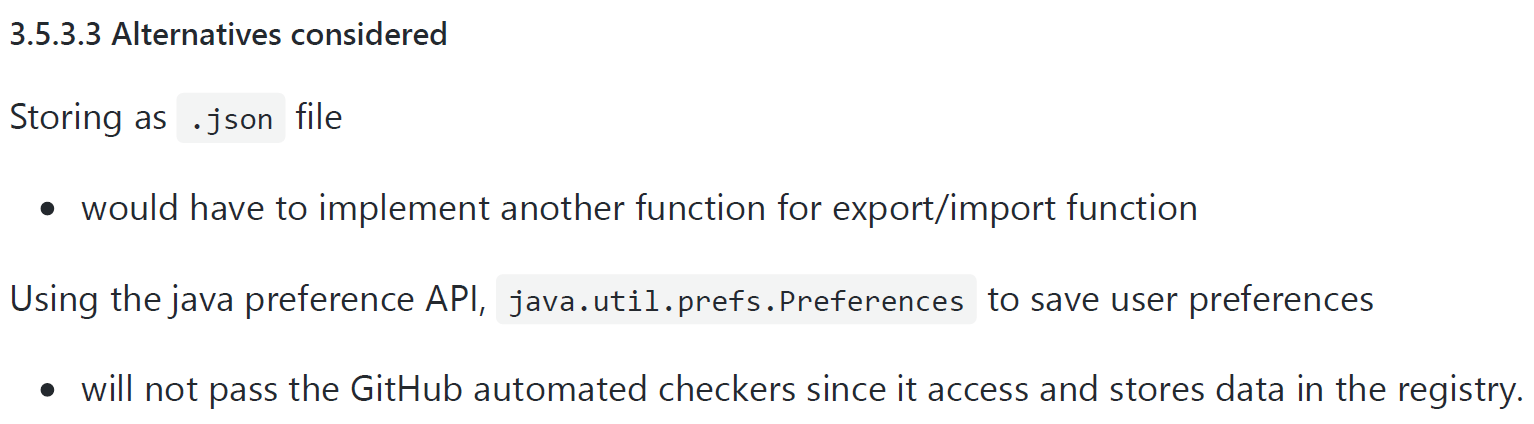 3.5.3.3 Alternatives considered
Storing as .json file
• would have to implement another function for export/import function
Using the java preference API, java.util.prefs.Preferences to save user preferences
• will not pass the GitHub automated checkers since it access and stores data in the registry.